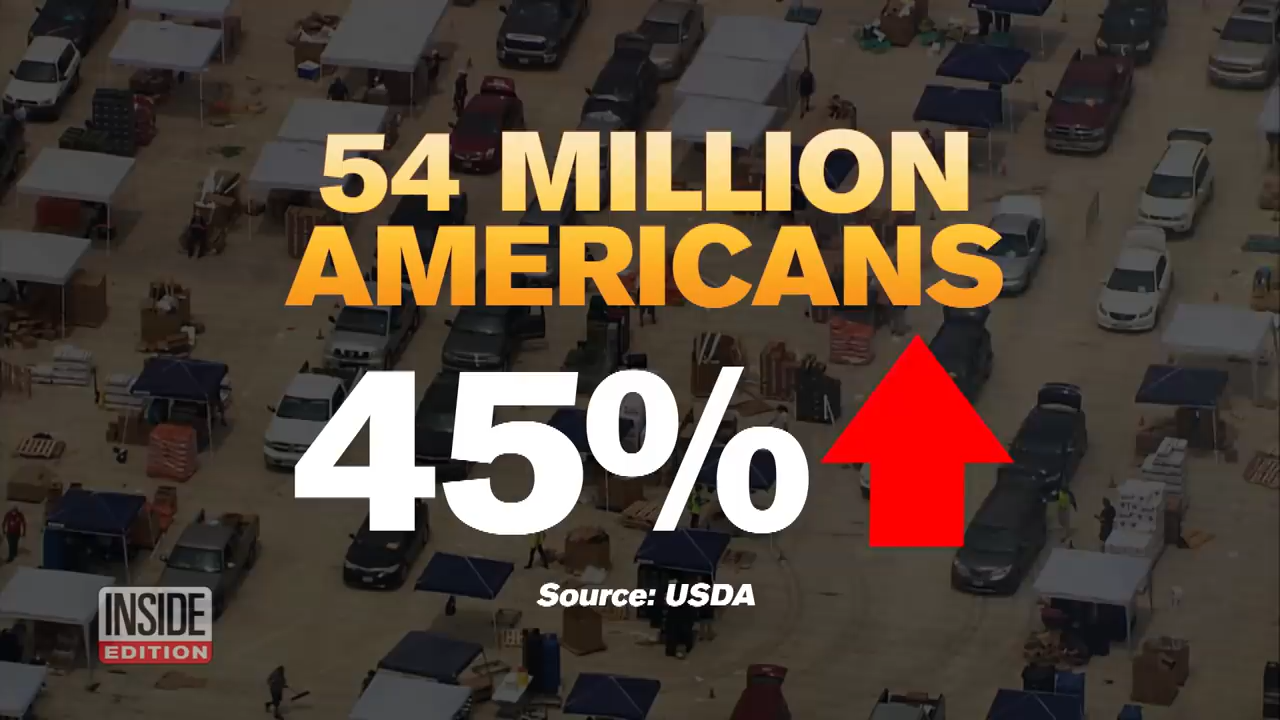 54 MILLION
AMERICANS
45%
Source: USDA
INSIDE
EDITION